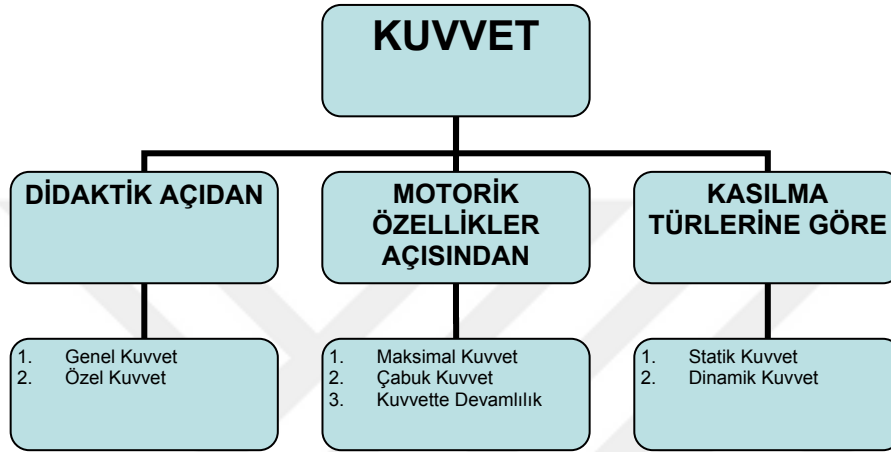 KUVVET
DİDAKTİK AÇIDAN
MOTORİK
ÖZELLİKLER
AÇISINDAN
KASILMA
TÜRLERİNE GÖRE
1. Genel Kuvvet
2. Özel Kuvvet
1. Maksimal Kuvvet
2. Çabuk Kuvvet
3. Kuvvette Devamlılık
1. Statik Kuvvet
2. Dinamik Kuvvet